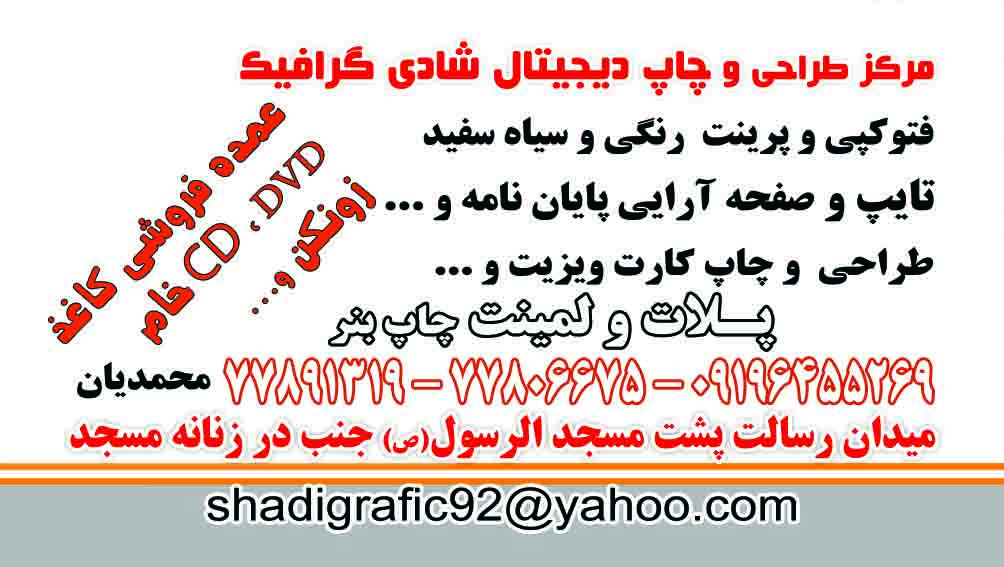 مرکز طراحی و چاپ دیجیتال شادی گرافیک
فتوکپی و پرینت رنگی و سیاه سفید
تایپ و صفحه آرایی پایان نامه و ...
طراحی و چاپ کارت ویزیت و ...
پلات و لمینت چاپ بنر
عمده فروشی کاغذ
خام CD ، DVD
زونکن و...
۰۹۱۹۶۴۵۵۲۶۹ – ۷۷۸۰۶۶۷۵ – ۷۷۸۹۱۳۱۹ محمدیان
میدان رسالت پشت مسجد الرسول(ص) جنب در زنانه مسجد
shadigrafic92@yahoo.com